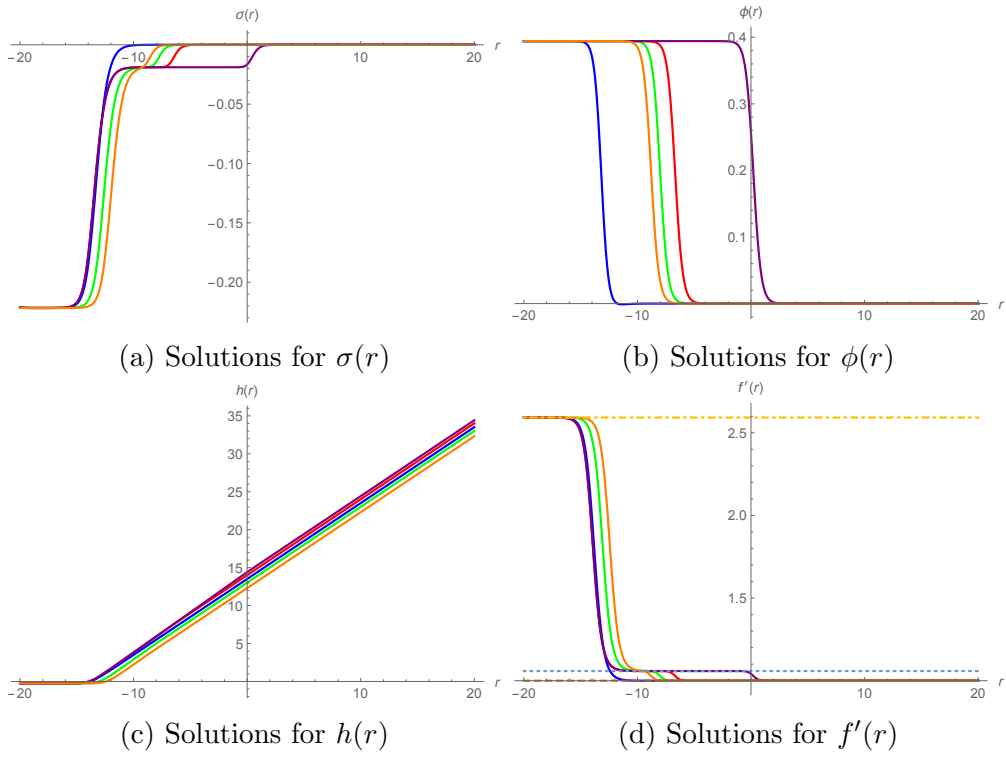 σ(r)
-20 -10 10 20 r
-0.05
-0.10
-0.15
-0.20
(a) Solutions for σ(r)
ϕ(r)
0.4
0.3
0.2
0.1
-20 -10 10 20 r
(b) Solutions for ϕ(r)
h(r)
35
30
25
20
15
10
5
-20 -10 10 20 r
(c) Solutions for h(r)
f′(r)
2.5
2.0
1.5
-20 -10 10 20 r
(d) Solutions for f′(r)